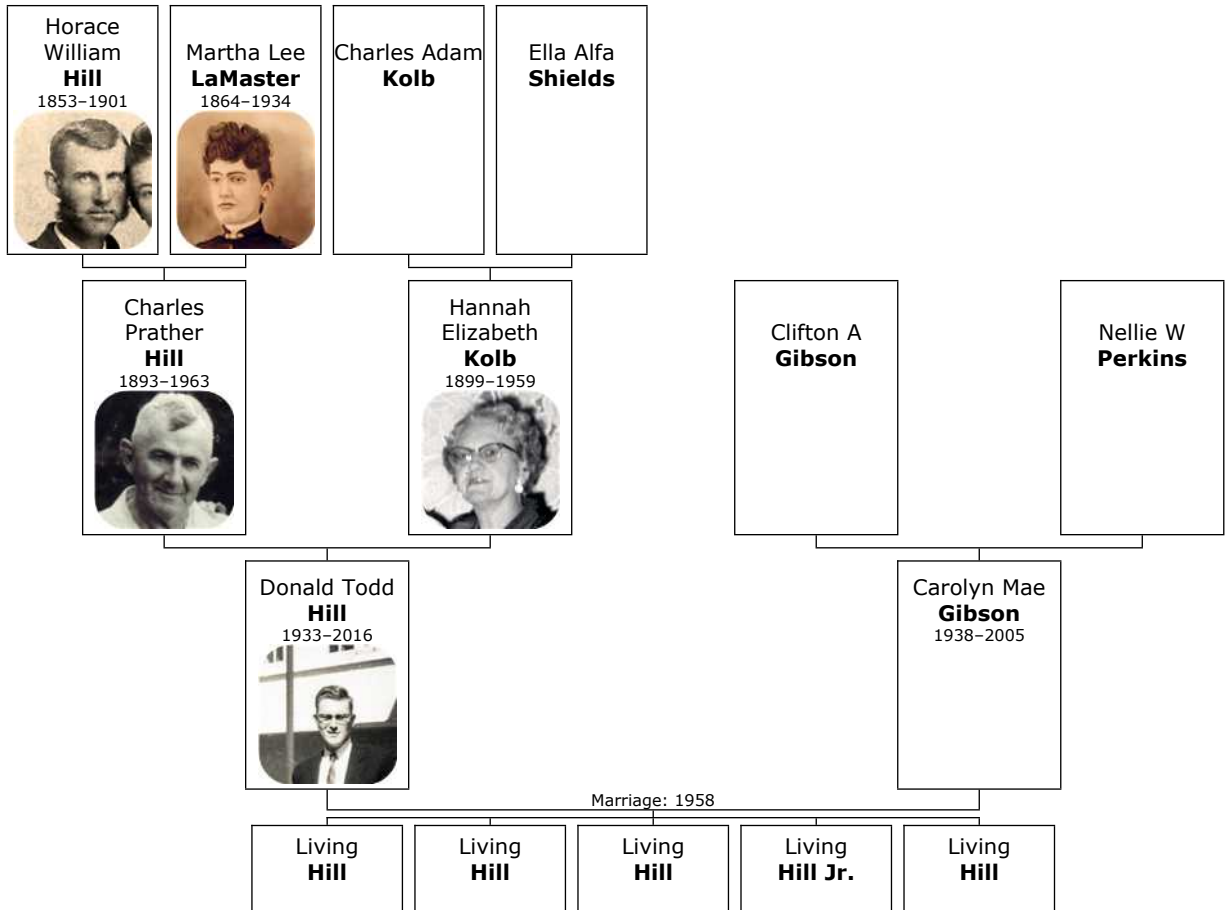 Horace
William
Hill
1853–1901
Martha Lee
LaMaster
1864–1934
Charles Adam
Kolb
Ella Alfa
Shields
Charles
Prather
Hill
1893–1963
Hannah
Elizabeth
Kolb
1899–1959
Clifton A
Gibson
Nellie W
Perkins
Donald Todd
Hill
1933–2016
Carolyn Mae
Gibson
1938–2005
Marriage: 1958
Living
Hill
Living
Hill
Living
Hill
Living
Hill Jr.
Living
Hill